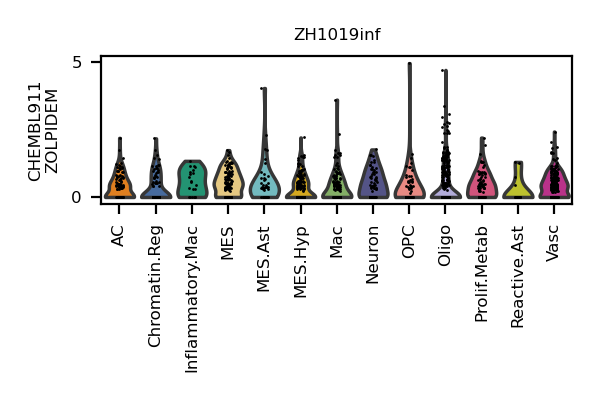 ZH1019inf
CHEMBL911
ZOLPIDEM
5
0
AC
Chromatin.Reg
Inflammatory.Mac
MES
MES.Ast
MES.Hyp
Mac
Neuron
OPC
Oligo
Prolif.Metab
Reactive.Ast
Vasc